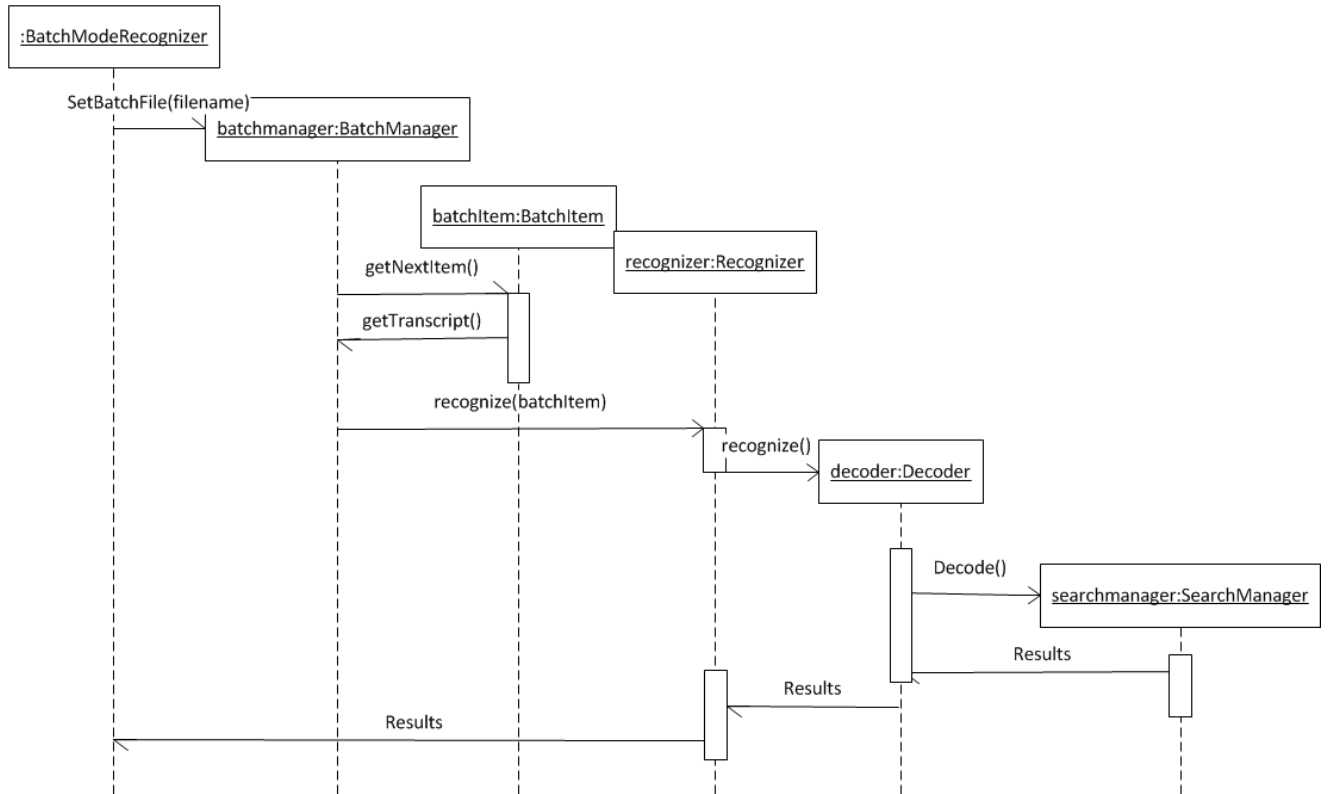 :BatchModeRecognizer
SetBatchFile(filename)
batchmanager:BatchManager
batchItem:BatchItem
recognizer:Recognizer
getNextItem()
getTranscript()
recognize(batchItem)
recognize()
decoder:Decoder
Decode()
searchmanager:SearchManager
Results
Results
Results